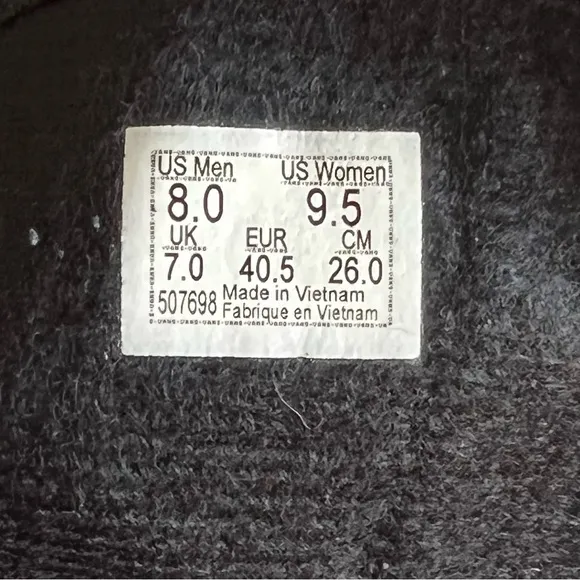 US Men US Women
8.0 9.5
UK EUR CM
7.0 40.5 26.0
507698 Made in Vietnam
Fabrique en Vietnam